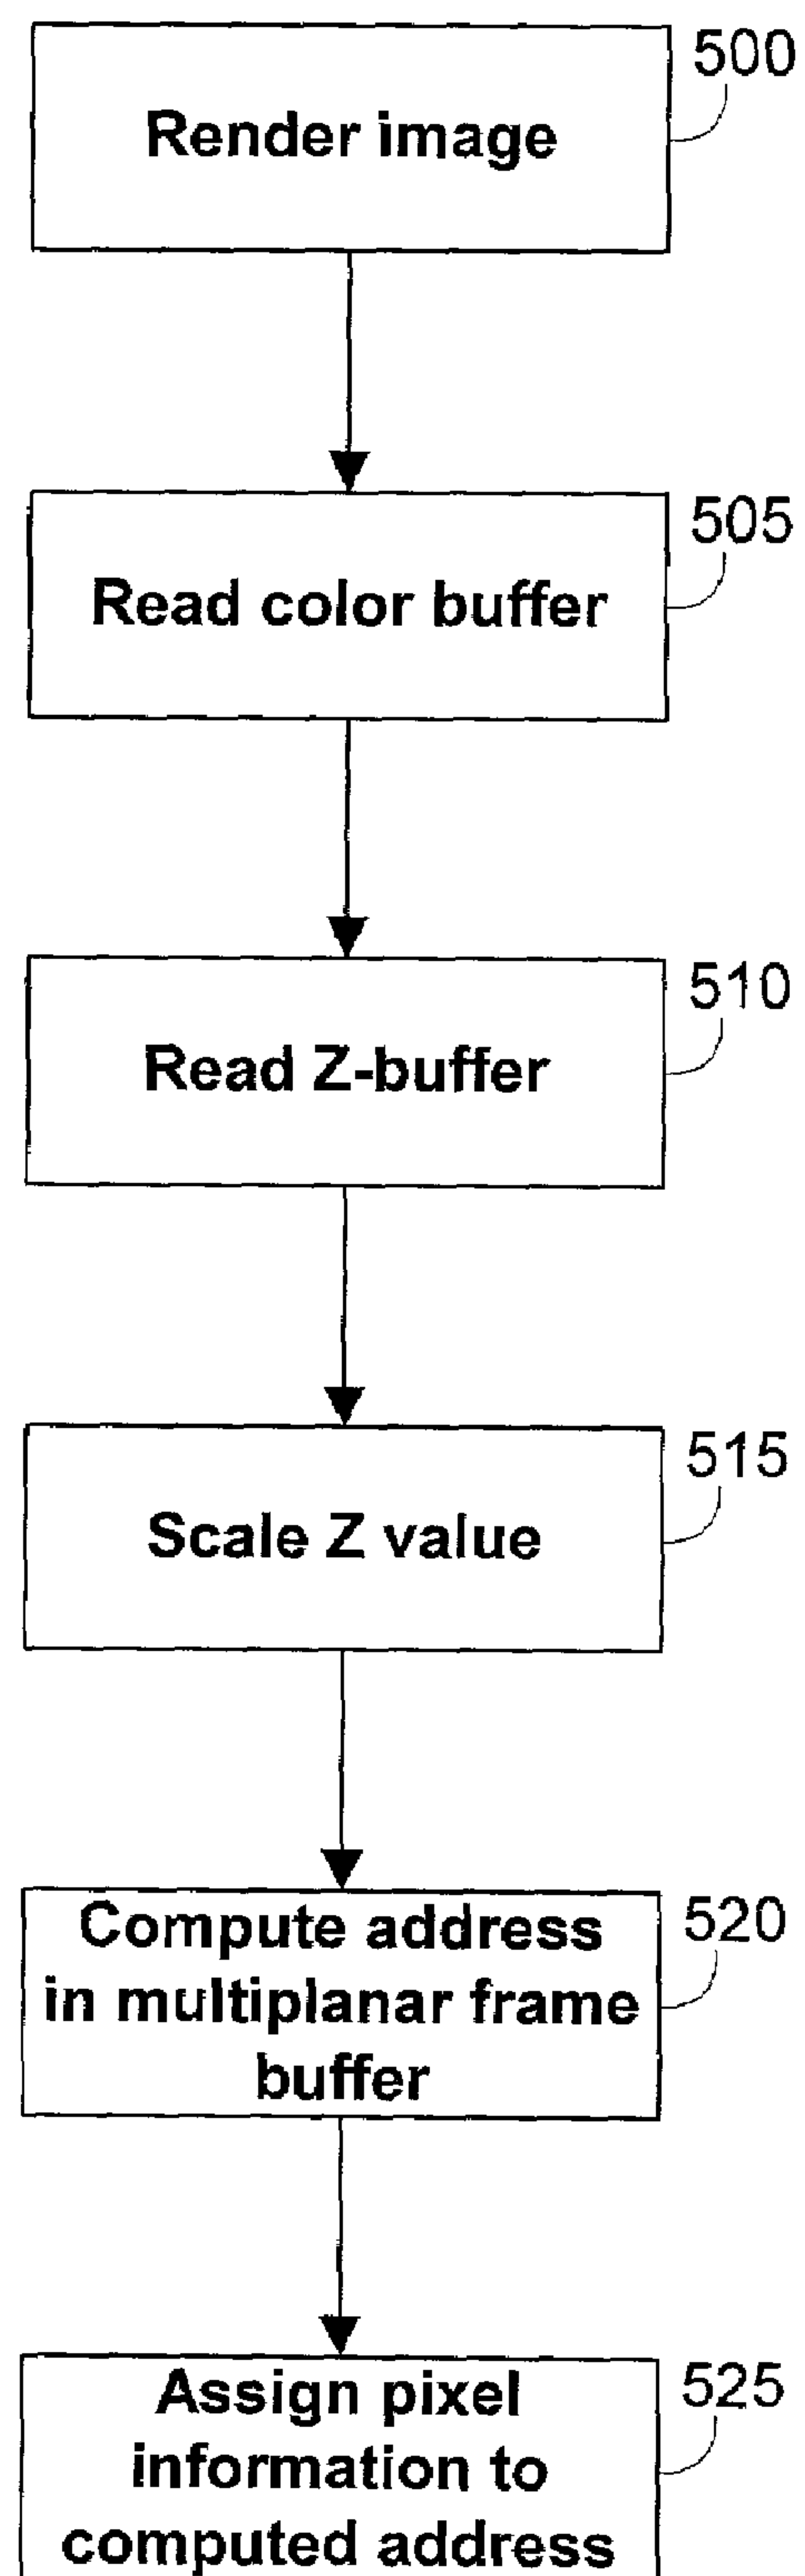 500
Render image
505
Read color buffer
510
Read Z-buffer
515
Scale Z value
520
Compute address
in multiplanar frame
buffer
525
Assign pixel
information to
computed address